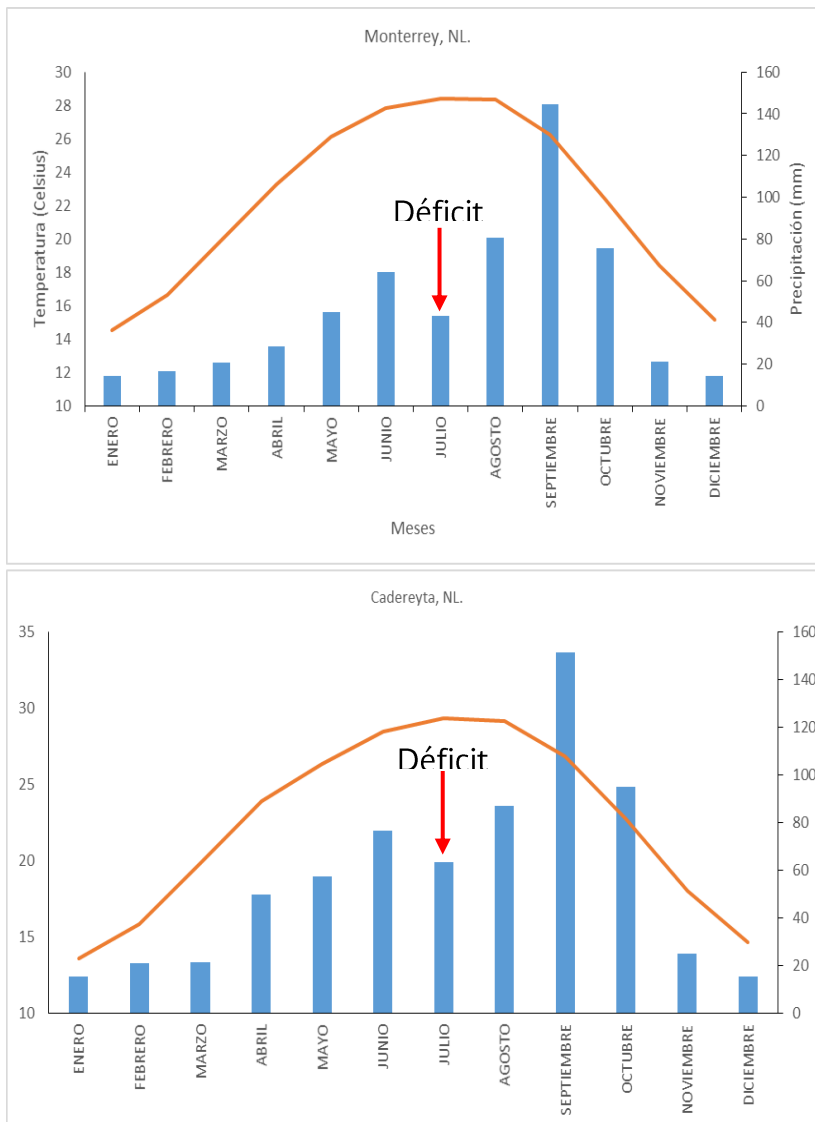 Monterrey, NL.
Temperatura (Celsius)
30
28
26
24
22
20
18
16
14
12
10
Précipitación (mm)
160
140
120
100
80
60
40
20
0
Déficit
ENERO
FEBRERO
MARZO
ABRIL
MAYO
JUNIO
JULIO
AGOSTO
SEPTIEMBRE
OCTUBRE
NOVIEMBRE
DICIEMBRE
Meses
Cadereyta, NL.
35
30
25
20
15
10
160
140
120
100
80
60
40
20
0
Déficit
ENERO
FEBRERO
MARZO
ABRIL
MAYO
JUNIO
JULIO
AGOSTO
SEPTIEMBRE
OCTUBRE
NOVIEMBRE
DICIEMBRE